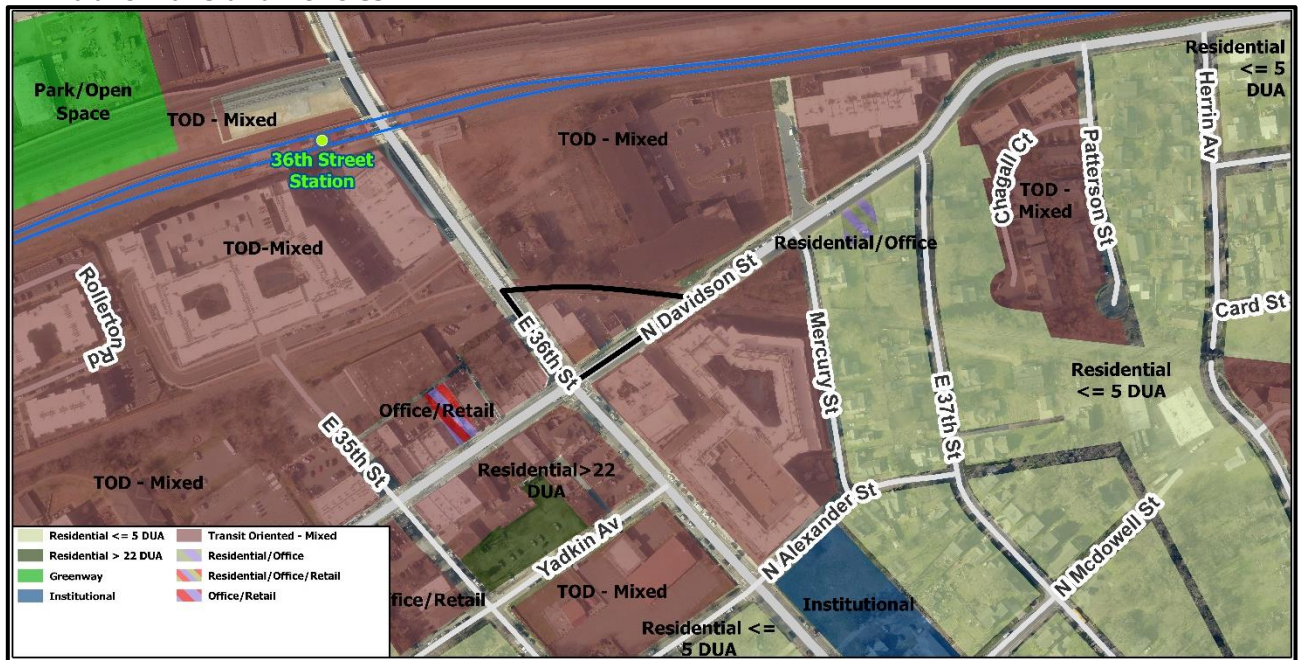 Park/Open
Space
TOD - Mixed
36th Street
Station
TOD - Mixed
Residential
<= 5
DUA
Herrin Av
Patterson St
Chagall Ct
TOD -
Mixed
TOD-Mixed
Residential/Office
N Davidson St
E 36th St
Rollerton Rd
Mercury St
E 37th St
Card St
Residential
<= 5 DUA
Office/Retail
E 35th St
TOD - Mixed
Residential>22
DUA
Yadkin Av
N Alexander St
N Mcdowell St
TOD - Mixed
Institutional
Residential <=
5 DUA
ffice/Retail
Residential <= 5 DUA
Residential > 22 DUA
Greenway
Institutional
Transit Oriented - Mixed
Residential/Office
Residential/Office/Retail
Office/Retail